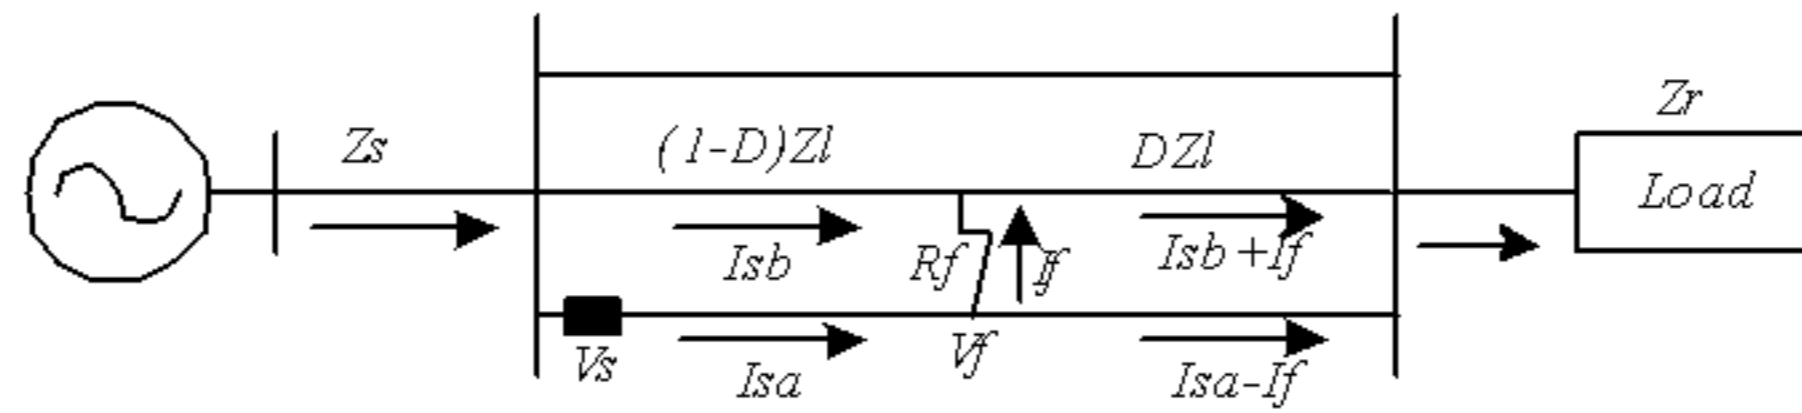 Zr
Zs
(1-D)Zl
DZl
Load
Isb
Rf
If
Isb+If
Vs
Isa
Vf
Isa-If